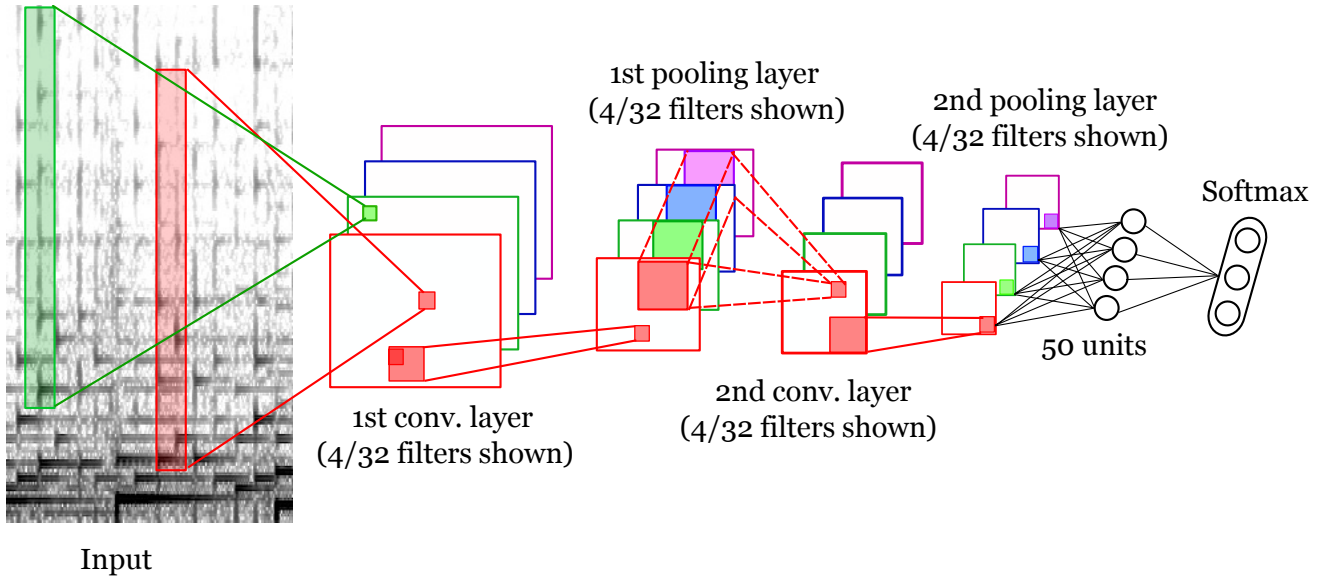 Input
1st conv. layer
(4/32 filters shown)
1st pooling layer
(4/32 filters shown)
2nd conv. layer
(4/32 filters shown)
2nd pooling layer
(4/32 filters shown)
50 units
Softmax